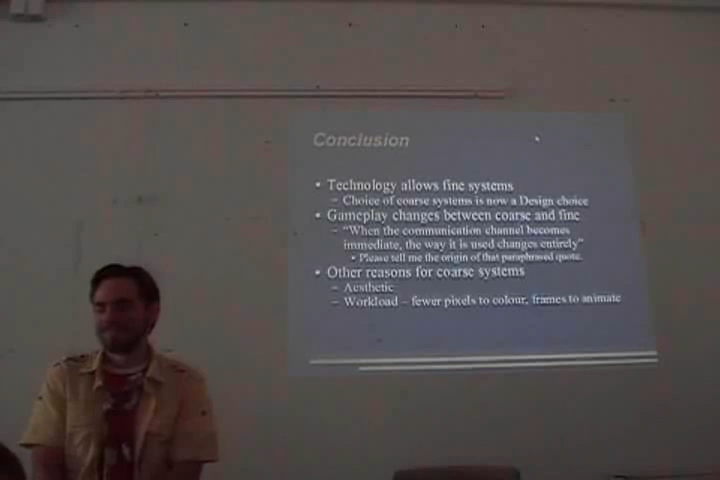 Conclusion
• Technology allows fine systems
– Choice of coarse systems is now a Design choice
• Gameplay changes between coarse and fine
– "When the communication channel becomes
immediate, the way it is used changes entirely"
• Please tell me the origin of that paraphrased quote.
• Other reasons for coarse systems
– Aesthetic
– Workload – fewer pixels to colour, frames to animate